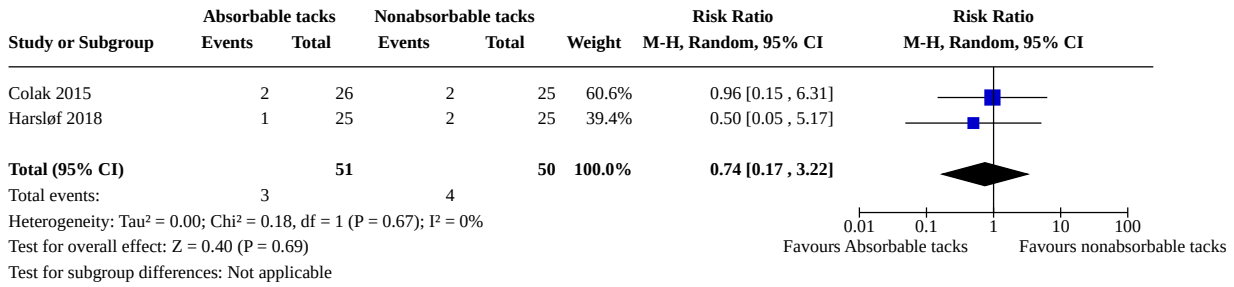 Absorbable tacks Nonabsorbable tacks Risk Ratio Risk Ratio
Study or Subgroup Events Total Events Total Weight M-H, Random, 95% CI M-H, Random, 95% CI
Colak 2015 2 26 2 25 60.6% 0.96 [0.15 , 6.31]
Harsløf 2018 1 25 2 25 39.4% 0.50 [0.05 , 5.17]
Total (95% CI) 51 50 100.0% 0.74 [0.17 , 3.22]
Total events: 3 4
Heterogeneity: Tau² = 0.00; Chi² = 0.18, df = 1 (P = 0.67); I² = 0%
0.01 0.1 1 10 100
Test for overall effect: Z = 0.40 (P = 0.69) Favours Absorbable tacks Favours nonabsorbable tacks
Test for subgroup differences: Not applicable